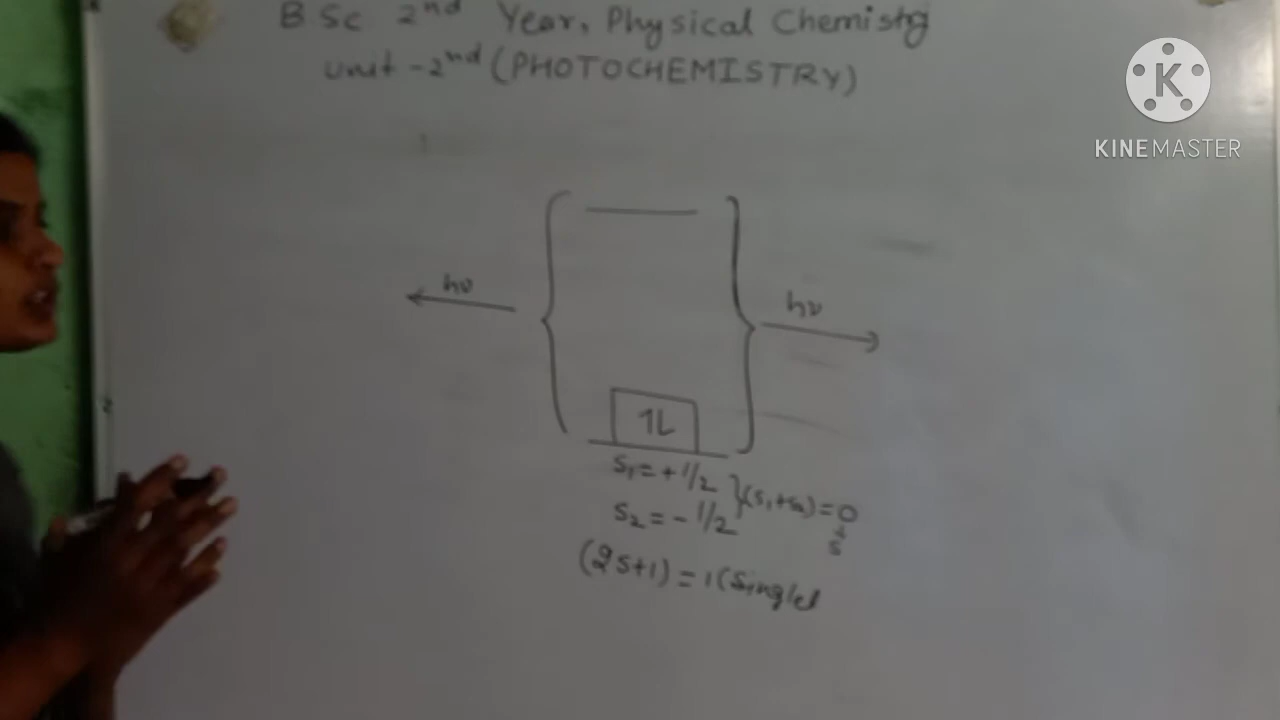 BSc 2nd Year, Physical Chemistry
unit-2nd (PHOTOCHEMISTRY)
K
KINEMASTER
hν
hν
1L
S₁=+1/2
S₂=-1/2
}(S₁+S₂)=0
↓
S
(2S+1)=1(Singlet